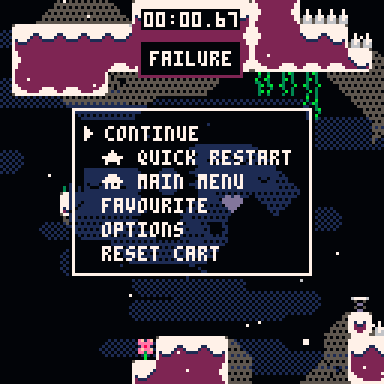 00:00.67
FAILURE
CONTINUE
QUICK RESTART
MAIN MENU
FAVOURITE
OPTIONS
RESET CART